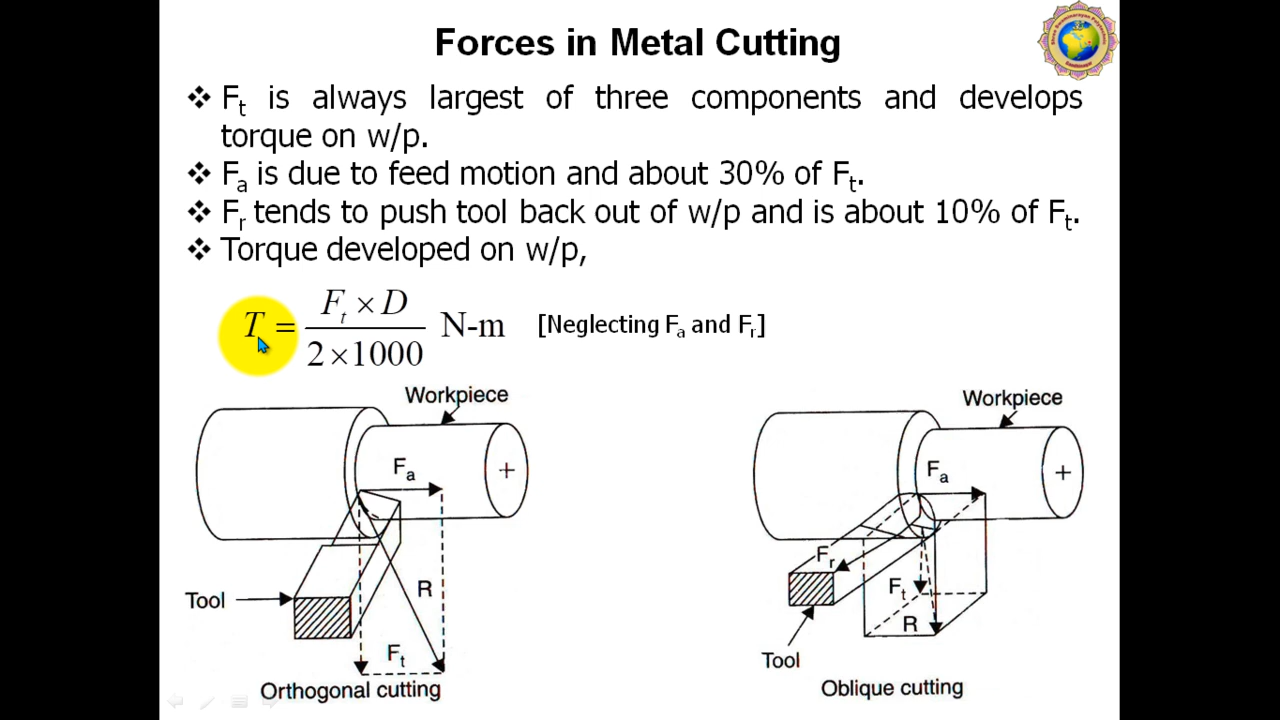 Forces in Metal Cutting
❖ Ft is always largest of three components and develops
torque on w/p.
❖ Fa is due to feed motion and about 30% of Ft.
❖ Fr tends to push tool back out of w/p and is about 10% of Ft.
❖ Torque developed on w/p,
T = Ft × D / 2 × 1000 N-m [Neglecting Fa and Fr]
Workpiece
Fa
+
Tool
R
Ft
Orthogonal cutting
Workpiece
Fa
+
Fr
Ft
R
Tool
Oblique cutting